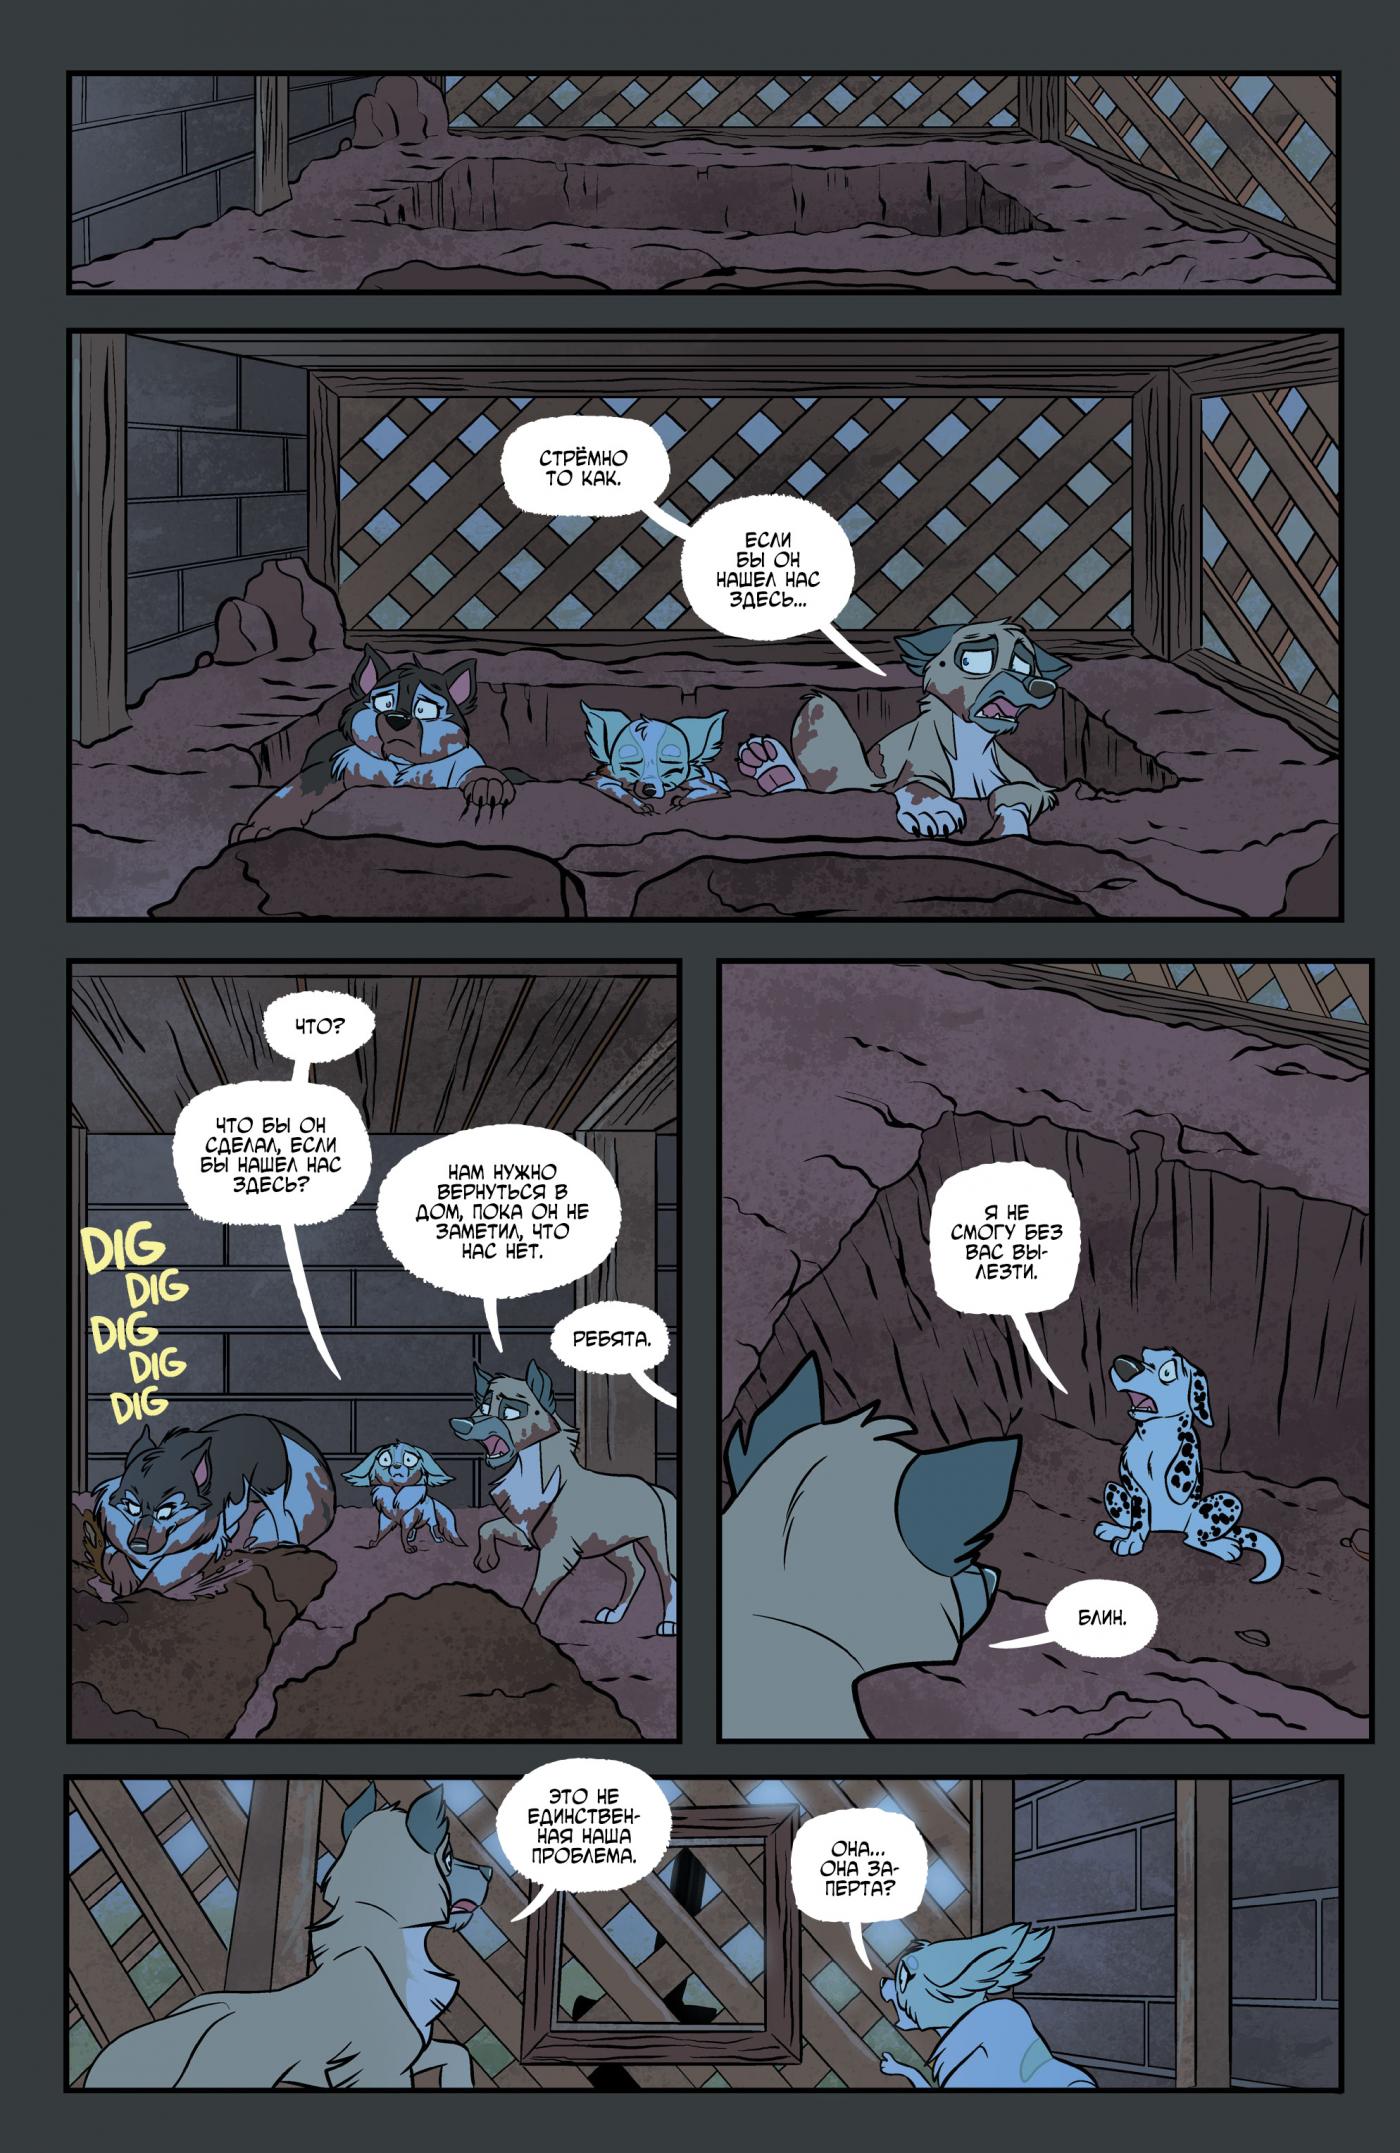 СТРЁМНО
ТО КАК.
ЕСЛИ
БЫ ОН
НАШЕЛ НАС
ЗДЕСЬ...
ЧТО?
ЧТО БЫ ОН
СДЕЛАЛ, ЕСЛИ
БЫ НАШЕЛ НАС
ЗДЕСЬ?
НАМ НУЖНО
ВЕРНУТЬСЯ В
ДОМ, ПОКА ОН НЕ
ЗАМЕТИЛ, ЧТО
НАС НЕТ.
DIG
DIG
DIG
DIG
DIG
РЕБЯТА.
Я НЕ
СМОГУ БЕЗ
ВАС ВЫ-
ЛЕЗТИ.
БЛИН.
ЭТО НЕ
ЕДИНСТВЕН-
НАЯ НАША
ПРОБЛЕМА.
ОНА...
ОНА ЗА-
ПЕРТА?